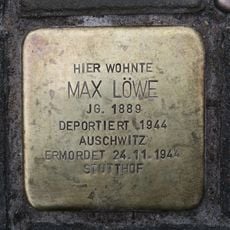 HIER WOHNTE
MAX LÖWE
JG. 1889
DEPORTIERT 1944
AUSCHWITZ
ERMORDET 24.11.1944
STUTTHOF